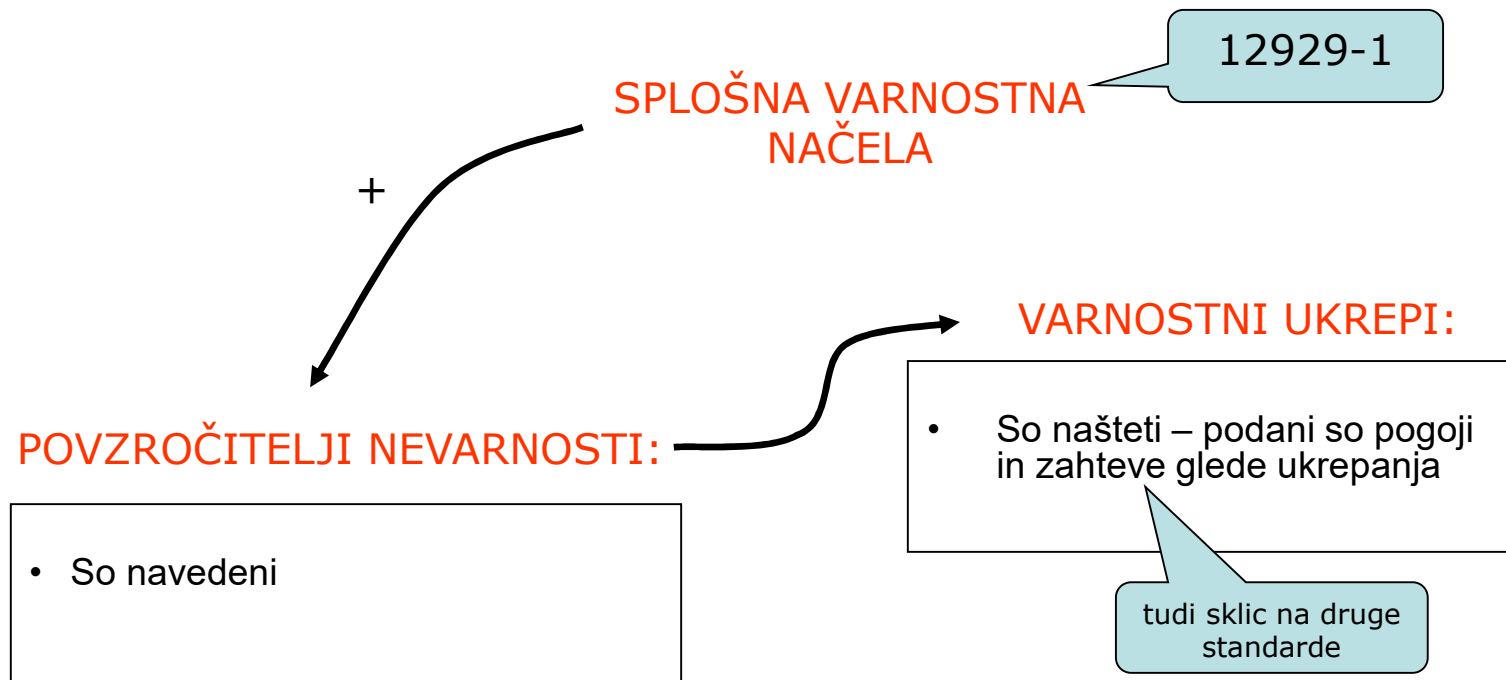 12929-1
SPLOŠNA VARNOSTNA
NAČELA
+
VARNOSTNI UKREPI:
• So našteti – podani so pogoji
in zahteve glede ukrepanja
POVZROČITELJI NEVARNOSTI:
• So navedeni
tudi sklic na druge
standarde